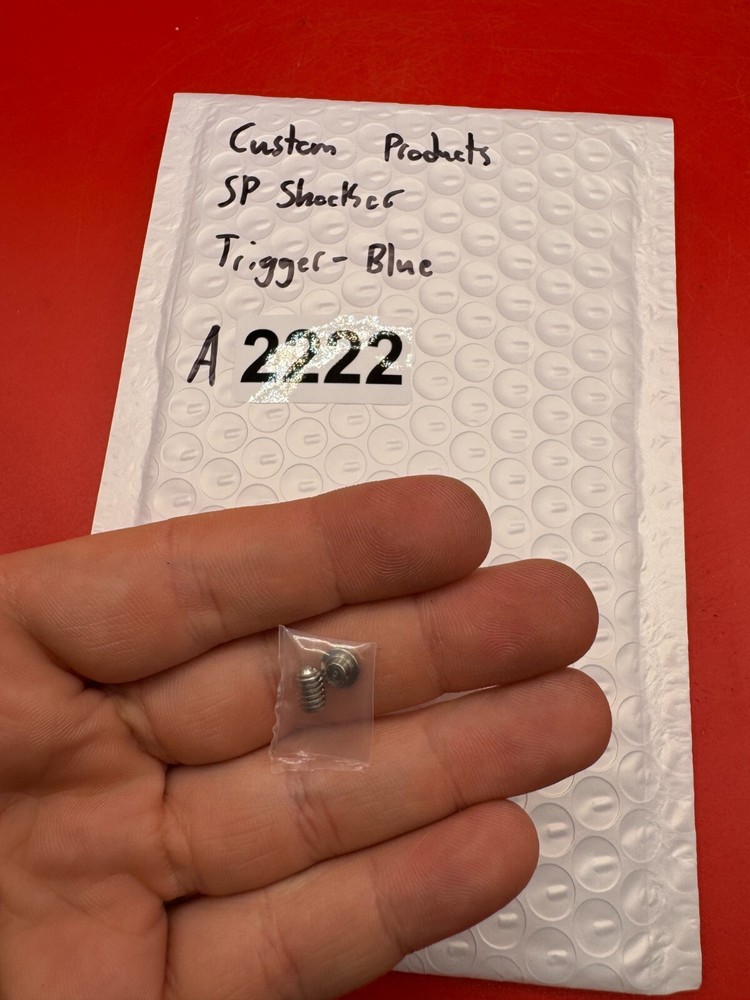 Custom Products
SP Shocker
Trigger - Blue
A 2222